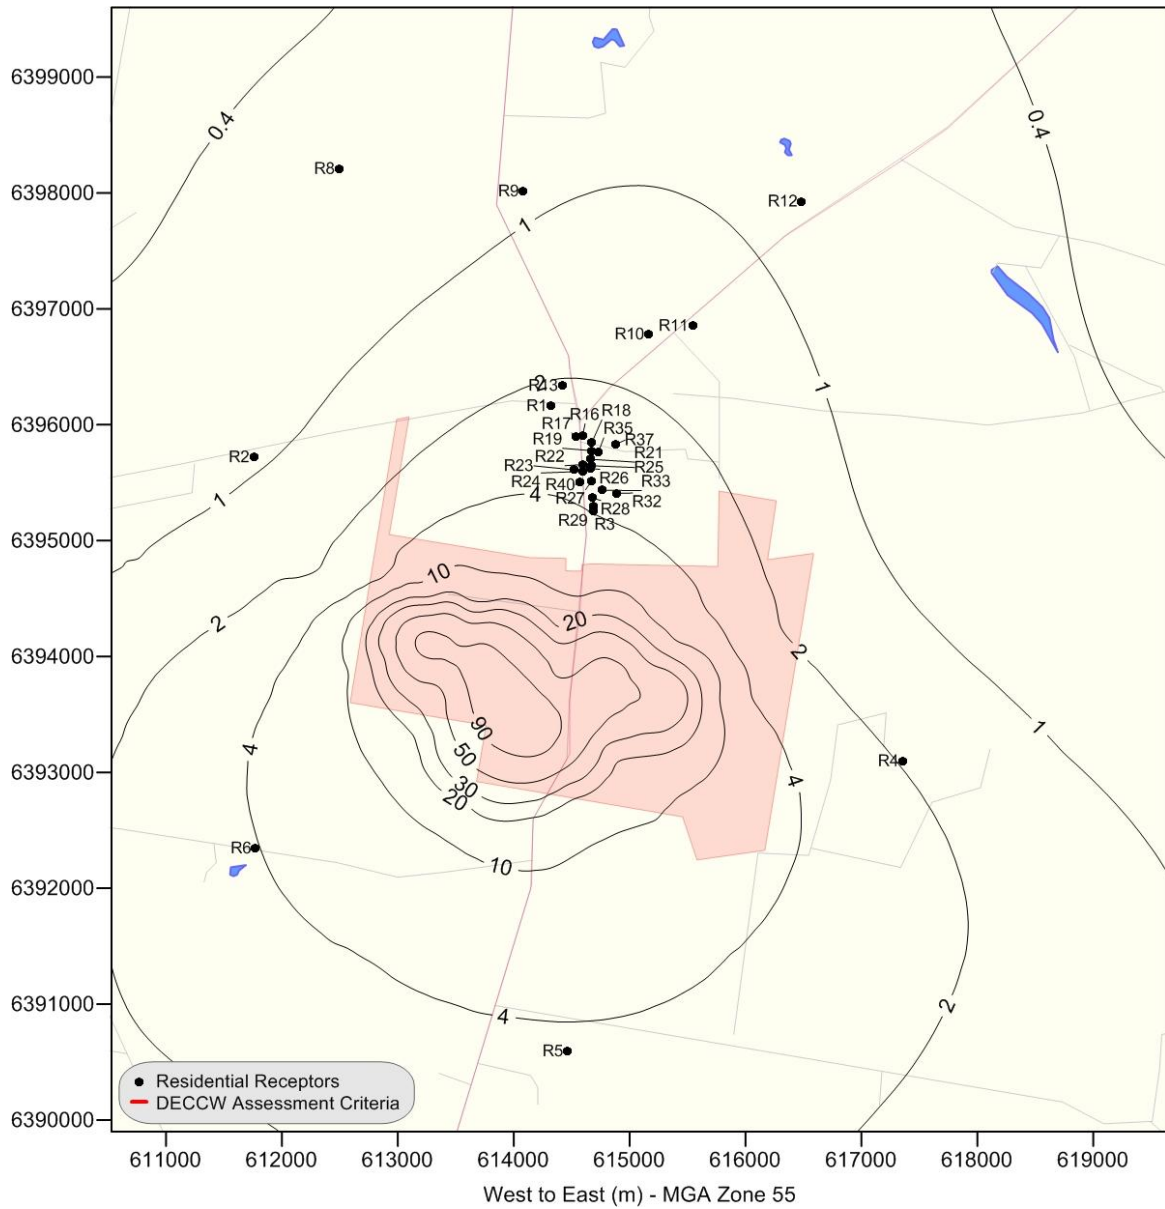 6399000
0.4
0.4
R8
R9
R12
6398000
1
6397000
R10
R11
1
2
R13
R1
6396000
R16
R18
R17
R35
R19
R37
R2
R22
R21
R23
R25
R24
R26
R33
R40
1
4
R27
R32
R28
R29
R3
6395000
10
20
2
2
6394000
90
1
4
50
R4
30
4
6393000
20
R6
10
6392000
2
6391000
4
R5
Residential Receptors
DECCW Assessment Criteria
6390000
611000 612000 613000 614000 615000 616000 617000 618000 619000
West to East (m) - MGA Zone 55